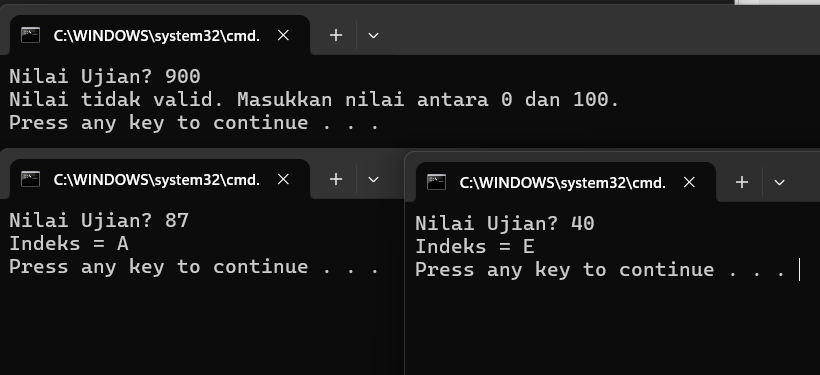 C:\WINDOWS\system32\cmd.
Nilai Ujian? 900
Nilai tidak valid. Masukkan nilai antara 0 dan 100.
Press any key to continue . . .
C:\WINDOWS\system32\cmd.
Nilai Ujian? 87
Indeks = A
Press any key to continue . . .
C:\WINDOWS\system32\cmd.
Nilai Ujian? 40
Indeks = E
Press any key to continue . . .